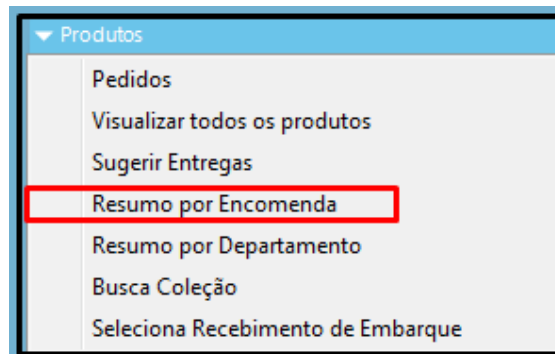 Produtos
Pedidos
Visualizar todos os produtos
Sugerir Entregas
Resumo por Encomenda
Resumo por Departamento
Busca Coleção
Seleciona Recebimento de Embarque